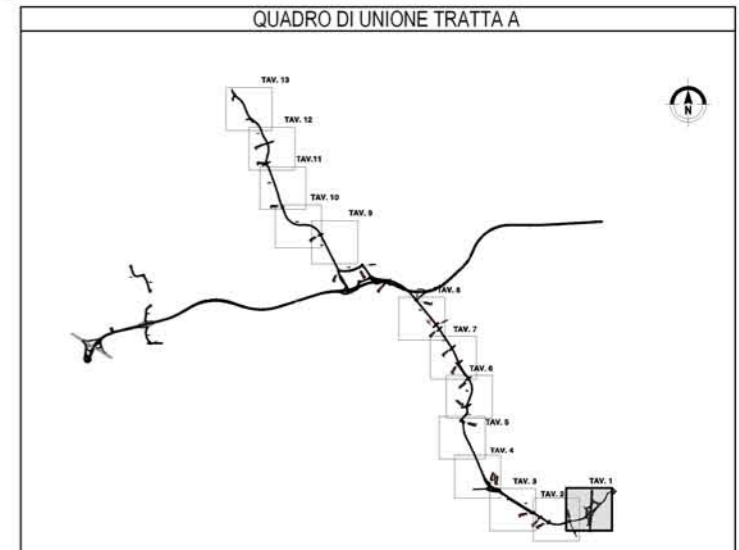 QUADRO DI UNIONE TRATTA A
TAV. 13
TAV. 12
TAV.11
TAV. 10
TAV. 9
N
TAV. 8
TAV. 7
TAV. 6
TAV. 5
TAV. 4
TAV. 3
TAV. 2
TAV. 1